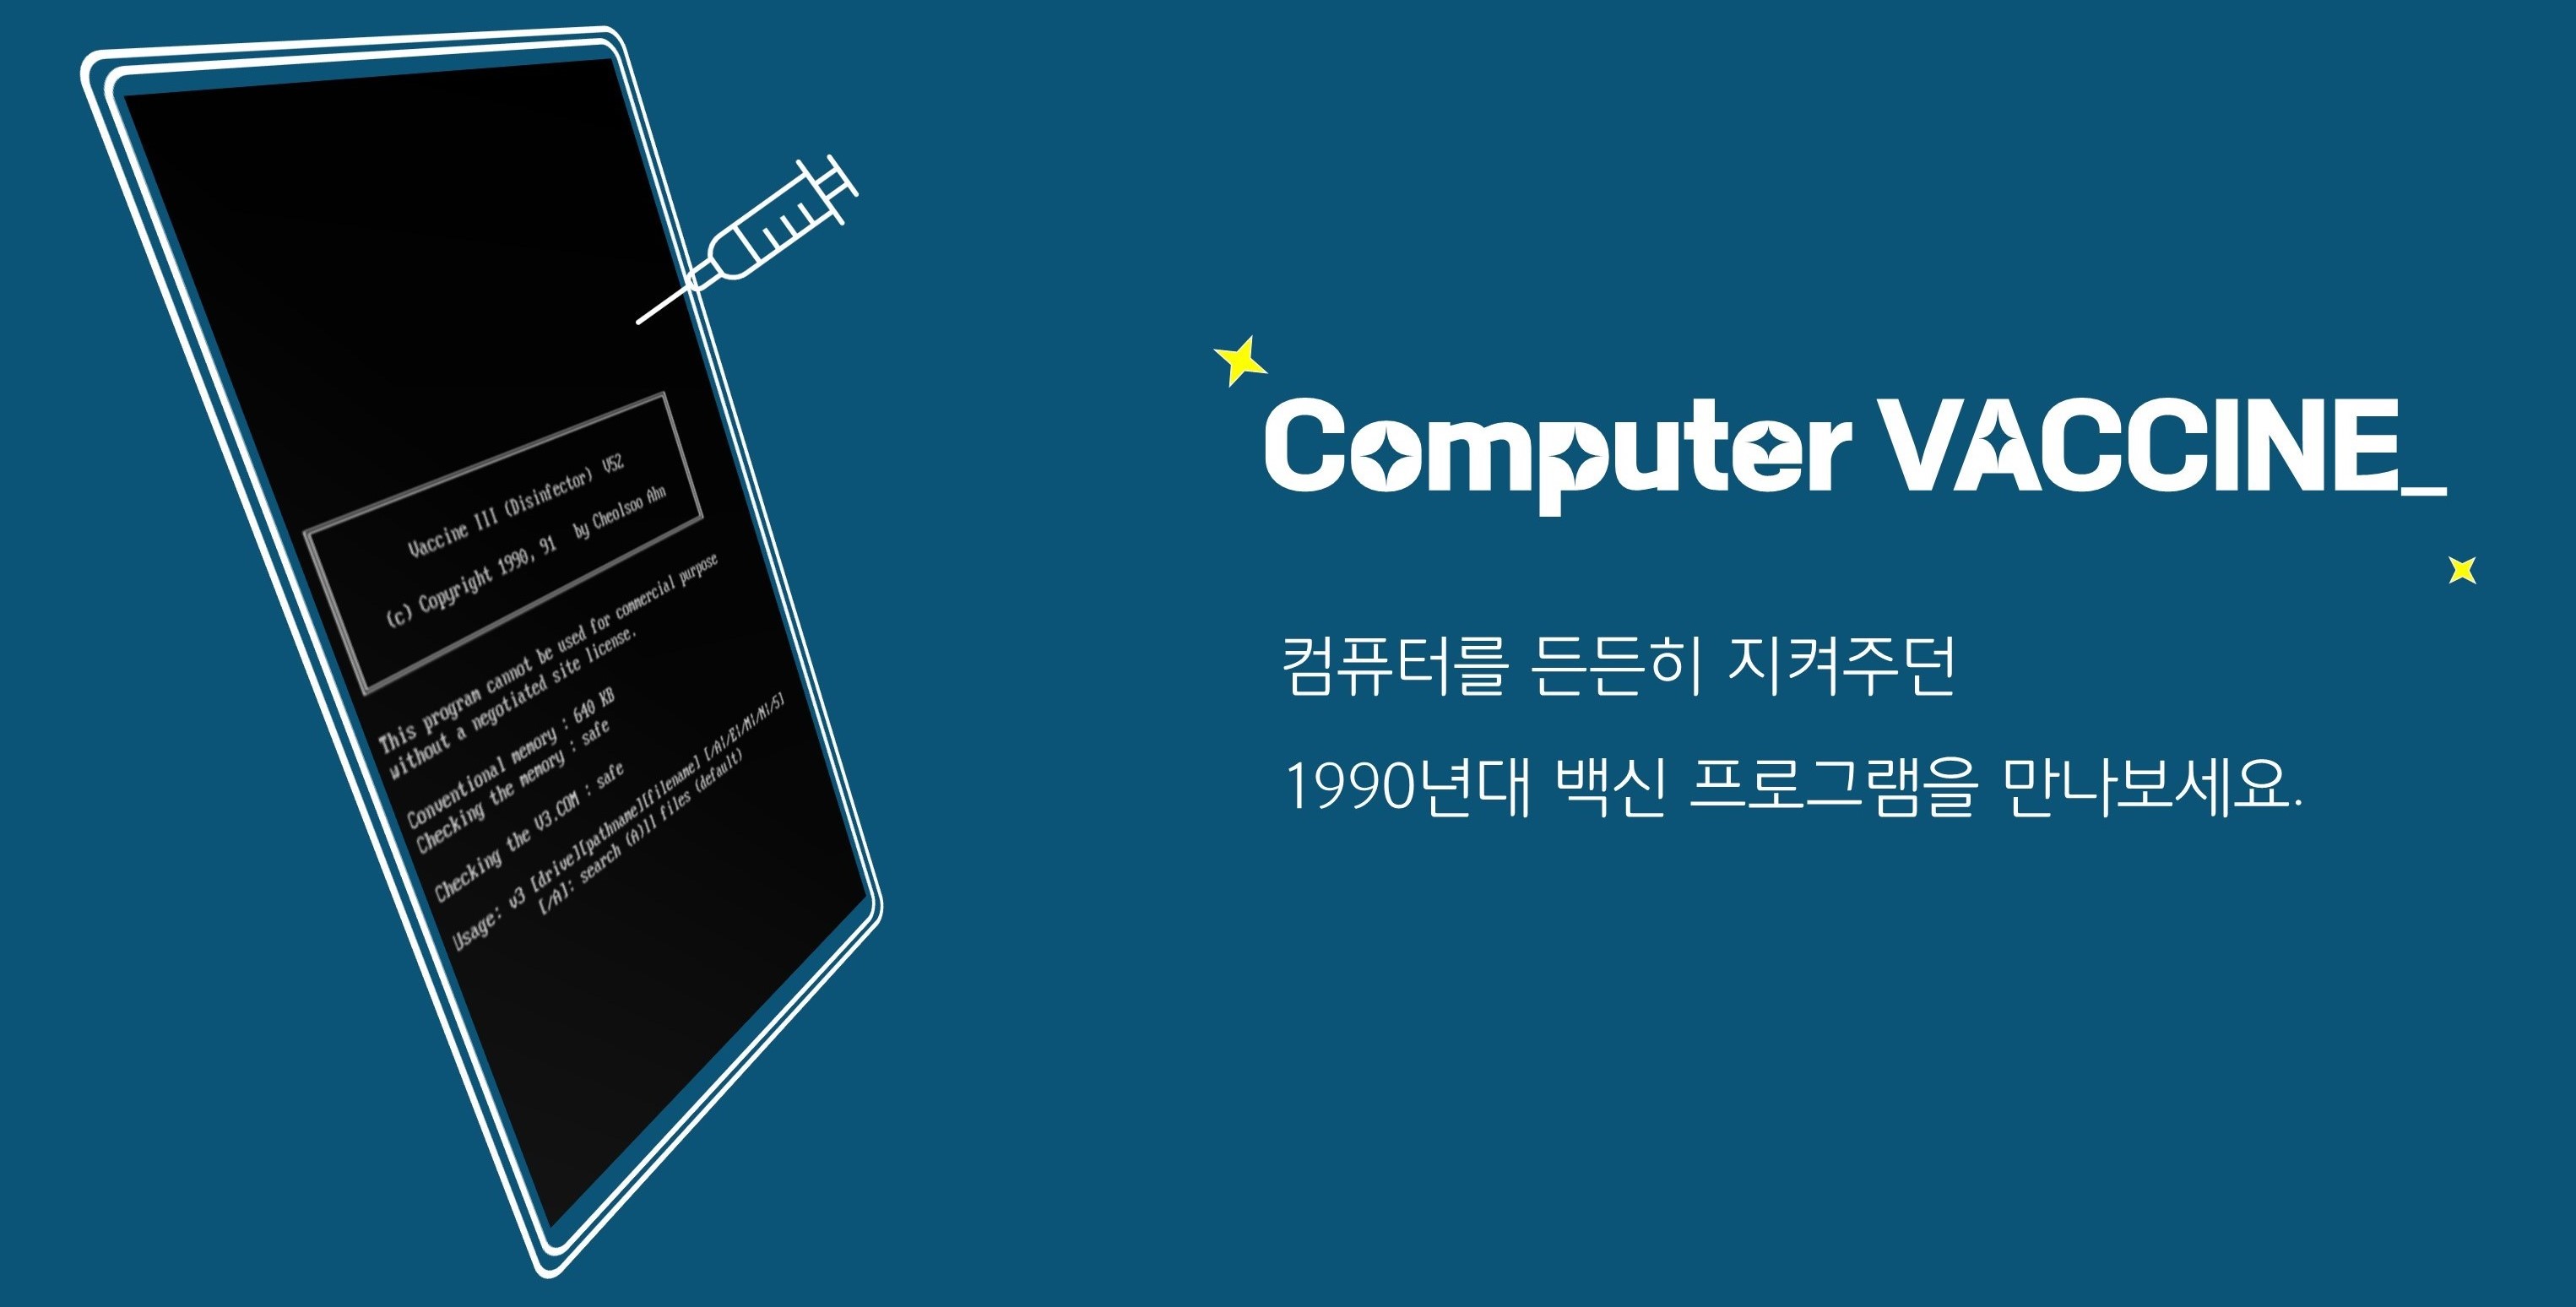 Vaccine III (Disinfector) V52
(c) Copyright 1990, 91 by Cheolsoo Ahn
This program cannot be used for commercial purpose
without a negotiated site license.
Conventional memory : 640 KB
Checking the memory : safe
Checking the V3.COM : safe
Usage: v3 [drive][pathname][filename]
[/A]: search (A)ll files (default)
Computer VACCINE_
컴퓨터를 든든히 지켜주던
1990년대 백신 프로그램을 만나보세요.